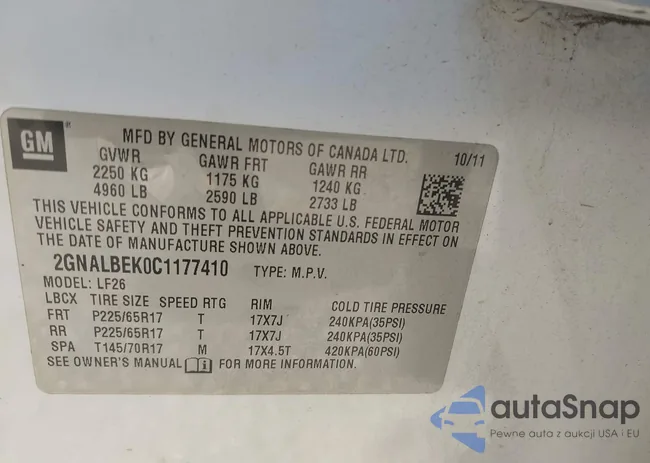 GM ®
MFD BY GENERAL MOTORS OF CANADA LTD.
GVWR GAWR FRT GAWR RR 10/11
2250 KG 1175 KG 1240 KG
4960 LB 2590 LB 2733 LB
THIS VEHICLE CONFORMS TO ALL APPLICABLE U.S. FEDERAL MOTOR
VEHICLE SAFETY AND THEFT PREVENTION STANDARDS IN EFFECT ON
THE DATE OF MANUFACTURE SHOWN ABOVE.
2GNALBEK0C1177410 TYPE: M.P.V.
MODEL: LF26
LBCX TIRE SIZE SPEED RTG RIM COLD TIRE PRESSURE
FRT P225/65R17 T 17X7J 240KPA(35PSI)
RR P225/65R17 T 17X7J 240KPA(35PSI)
SPA T145/70R17 M 17X4.5T 420KPA(60PSI)
SEE OWNER'S MANUAL FOR MORE INFORMATION.
autaSnap
Pewne auta z aukcji USA i EU